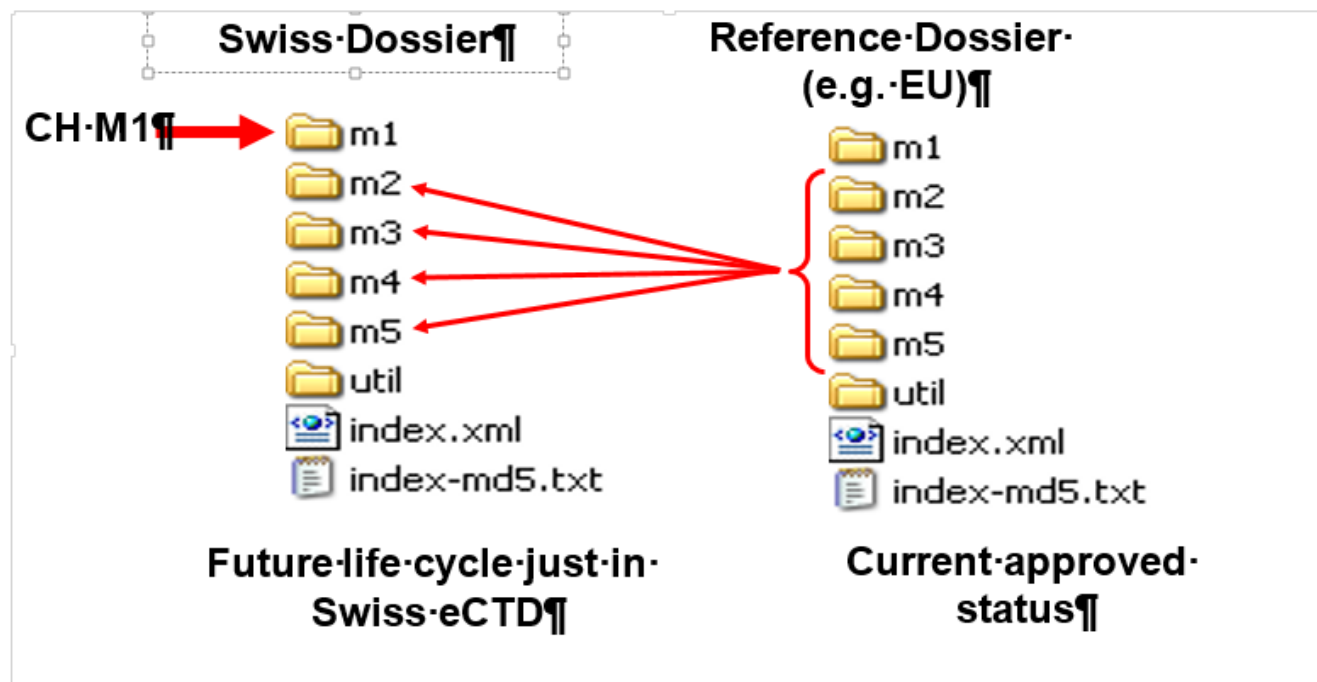 Swiss·Dossier¶
Reference·Dossier·
(e.g.·EU)¶
CH·M1¶
m1
m2
m3
m4
m5
util
index.xml
index-md5.txt
m1
m2
m3
m4
m5
util
index.xml
index-md5.txt
Future·life·cycle·just·in·
Swiss·eCTD¶
Current·approved·
status¶